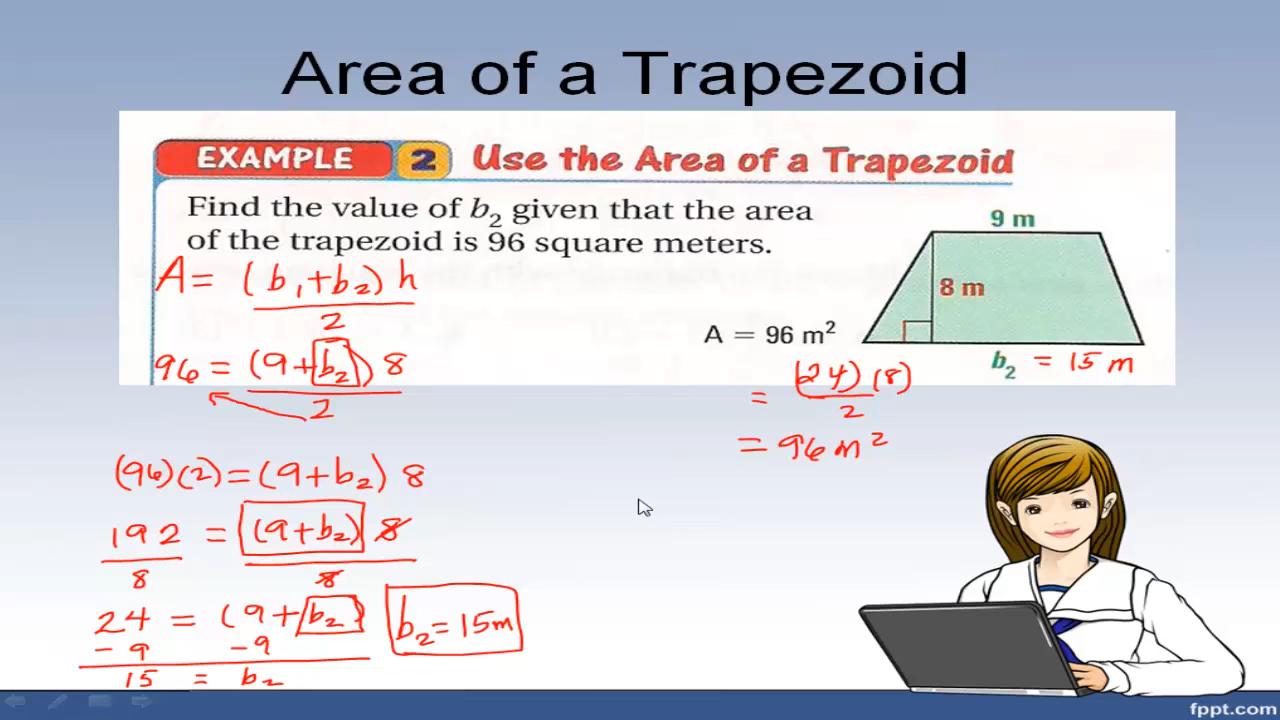 Area of a Trapezoid
EXAMPLE 2 Use the Area of a Trapezoid
Find the value of b₂ given that the area
of the trapezoid is 96 square meters.
9 m
8 m
A = 96 m²
b₂ = 15 m
A = (b₁+b₂) h
2
96 = (9+b₂) 8
2
(96)(2) = (9+b₂) 8
192 = (9+b₂) 8
8 8
24 = (9+b₂)
-9 -9
15 = b₂
b₂ = 15m
= (24)(8)
2
= 96 m²
fppt.com